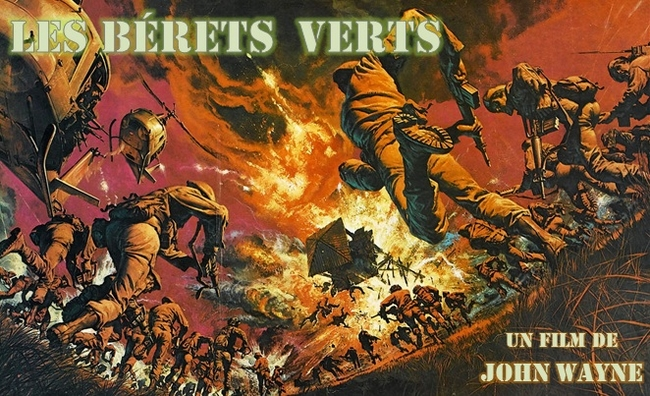 LES BÉRETS VERTS
UN FILM DE
JOHN WAYNE